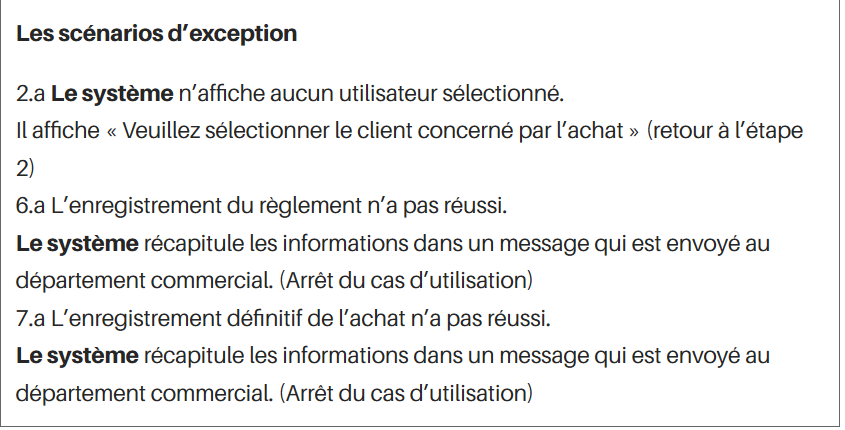 Les scénarios d’exception
2.a Le système n’affiche aucun utilisateur sélectionné.
Il affiche « Veuillez sélectionner le client concerné par l’achat » (retour à l’étape
2)
6.a L’enregistrement du règlement n’a pas réussi.
Le système récapitule les informations dans un message qui est envoyé au
département commercial. (Arrêt du cas d’utilisation)
7.a L’enregistrement définitif de l’achat n’a pas réussi.
Le système récapitule les informations dans un message qui est envoyé au
département commercial. (Arrêt du cas d’utilisation)